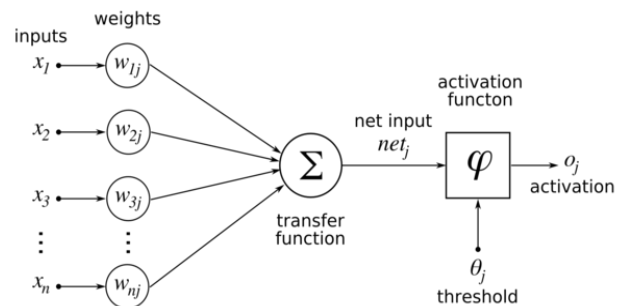 weights
inputs
x1
w1j
activation
functon
x2
w2j
net input
netj
φ
oj
activation
Σ
x3
w3j
transfer
function
⋮
⋮
θj
threshold
xn
wnj